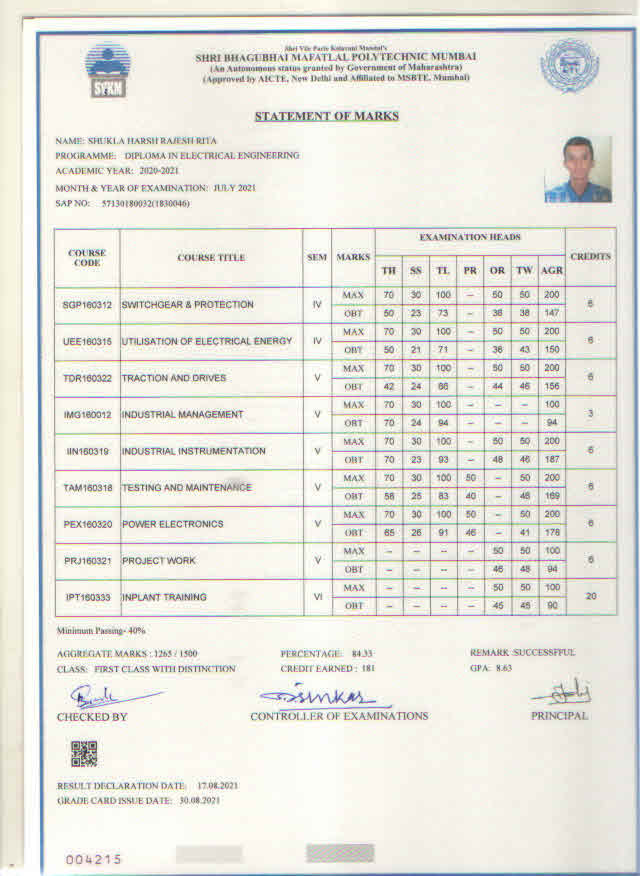 Shri Vile Parle Kelavani Mandal's
SHRI BHAGUBHAI MAFATLAL POLYTECHNIC MUMBAI
(An Autonomous status granted by Government of Maharashtra)
(Approved by AICTE, New Delhi and Affiliated to MSBTE, Mumbai)
SVKM
STATEMENT OF MARKS
NAME: SHUKLA HARSH RAJESH RITA
PROGRAMME: DIPLOMA IN ELECTRICAL ENGINEERING
ACADEMIC YEAR: 2020-2021
MONTH & YEAR OF EXAMINATION: JULY 2021
SAP NO: 57130180032(1830046)
COURSE CODE COURSE TITLE SEM MARKS EXAMINATION HEADS CREDITS
TH SS TL PR OR TW AGR
SGP160312 SWITCHGEAR & PROTECTION IV MAX 70 30 100 -- 50 50 200 6
OBT 50 23 73 -- 36 38 147
UEE160315 UTILISATION OF ELECTRICAL ENERGY IV MAX 70 30 100 -- 50 50 200 6
OBT 50 21 71 -- 36 43 150
TDR160322 TRACTION AND DRIVES V MAX 70 30 100 -- 50 50 200 6
OBT 42 24 66 -- 44 46 156
IMG160012 INDUSTRIAL MANAGEMENT V MAX 70 30 100 -- -- -- 100 3
OBT 70 24 94 -- -- -- 94
IIN160319 INDUSTRIAL INSTRUMENTATION V MAX 70 30 100 -- 50 50 200 6
OBT 70 23 93 -- 48 46 187
TAM160318 TESTING AND MAINTENANCE V MAX 70 30 100 50 -- 50 200 6
OBT 58 25 83 40 -- 46 169
PEX160320 POWER ELECTRONICS V MAX 70 30 100 50 -- 50 200 6
OBT 65 26 91 46 -- 41 178
PRJ160321 PROJECT WORK V MAX -- -- -- -- 50 50 100 6
OBT -- -- -- -- 46 48 94
IPT160333 INPLANT TRAINING VI MAX -- -- -- -- 50 50 100 20
OBT -- -- -- -- 45 45 90
Minimum Passing- 40%
AGGREGATE MARKS : 1265 / 1500 PERCENTAGE: 84.33 REMARK :SUCCESSFUL
CLASS: FIRST CLASS WITH DISTINCTION CREDIT EARNED : 181 GPA: 8.63
CHECKED BY CONTROLLER OF EXAMINATIONS PRINCIPAL
RESULT DECLARATION DATE: 17.08.2021
GRADE CARD ISSUE DATE: 30.08.2021
004215